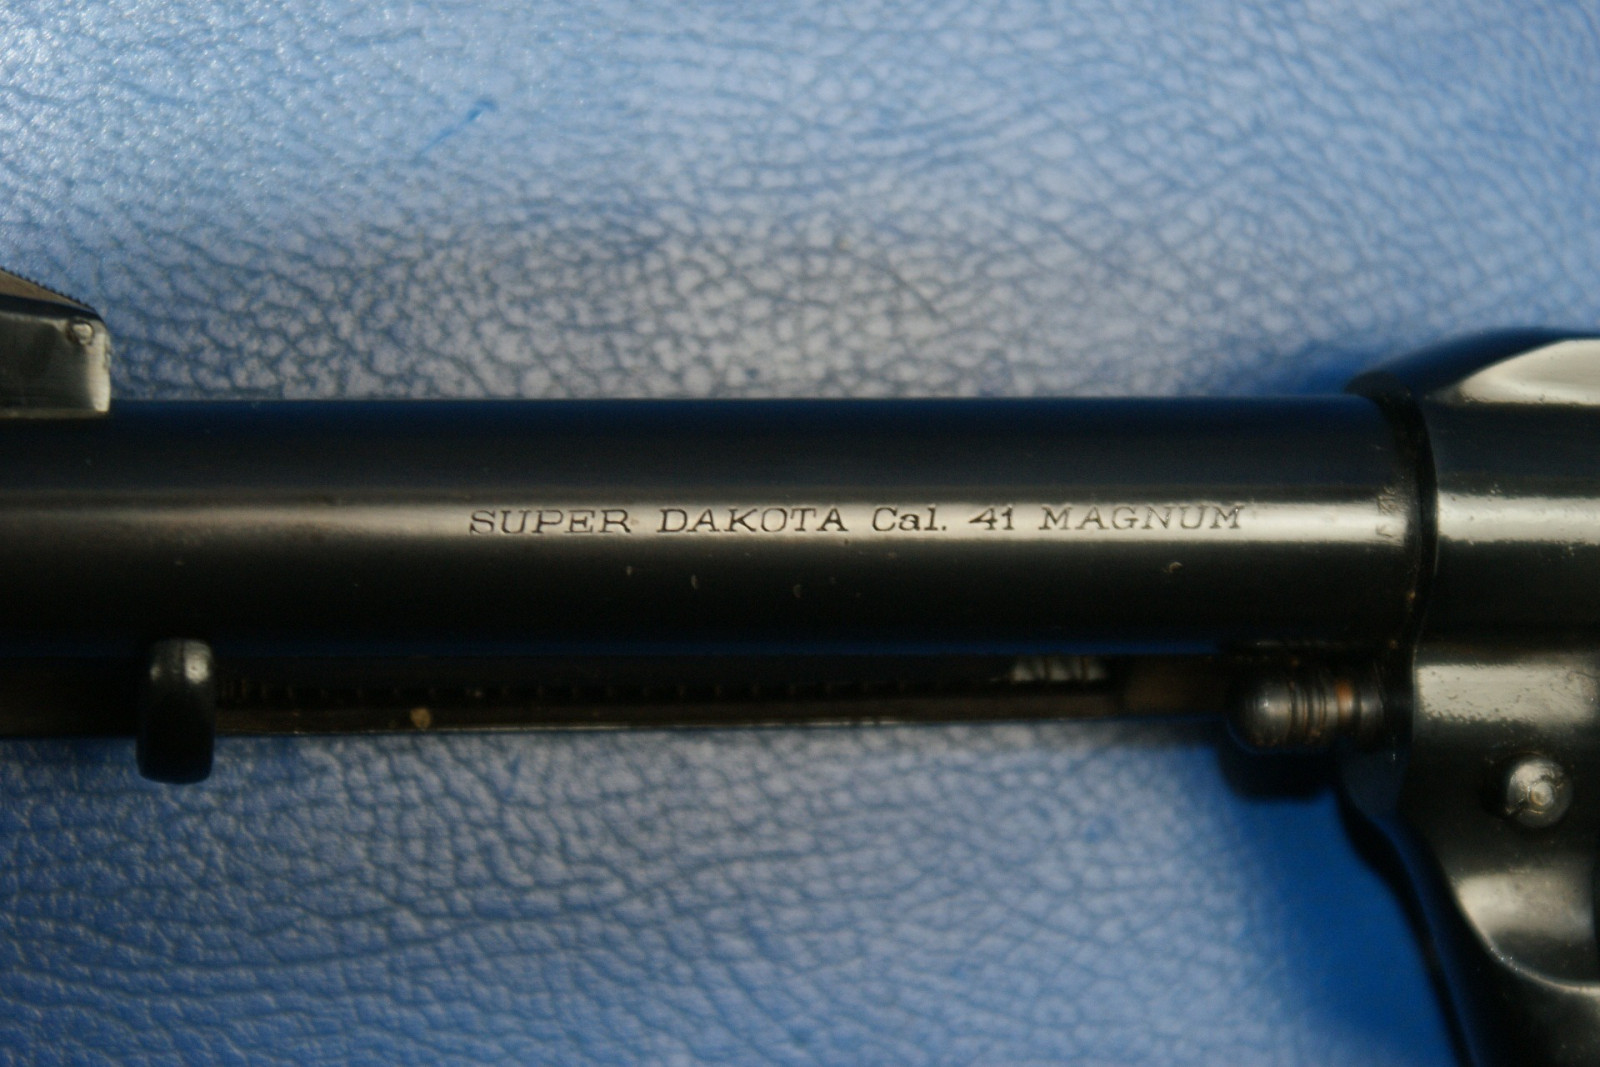 SUPER DAKOTA Cal. 41 MAGNUM